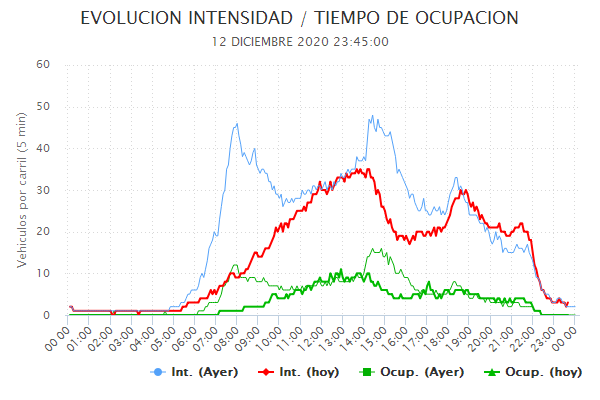 EVOLUCION INTENSIDAD / TIEMPO DE OCUPACION
12 DICIEMBRE 2020 23:45:00
Vehiculos por carril (5 min)
60
50
40
30
20
10
0
00:00 01:00 02:00 03:00 04:00 05:00 06:00 07:00 08:00 09:00 10:00 11:00 12:00 13:00 14:00 15:00 16:00 17:00 18:00 19:00 20:00 21:00 22:00 23:00 00:00
Int. (Ayer) Int. (hoy) Ocup. (Ayer) Ocup. (hoy)